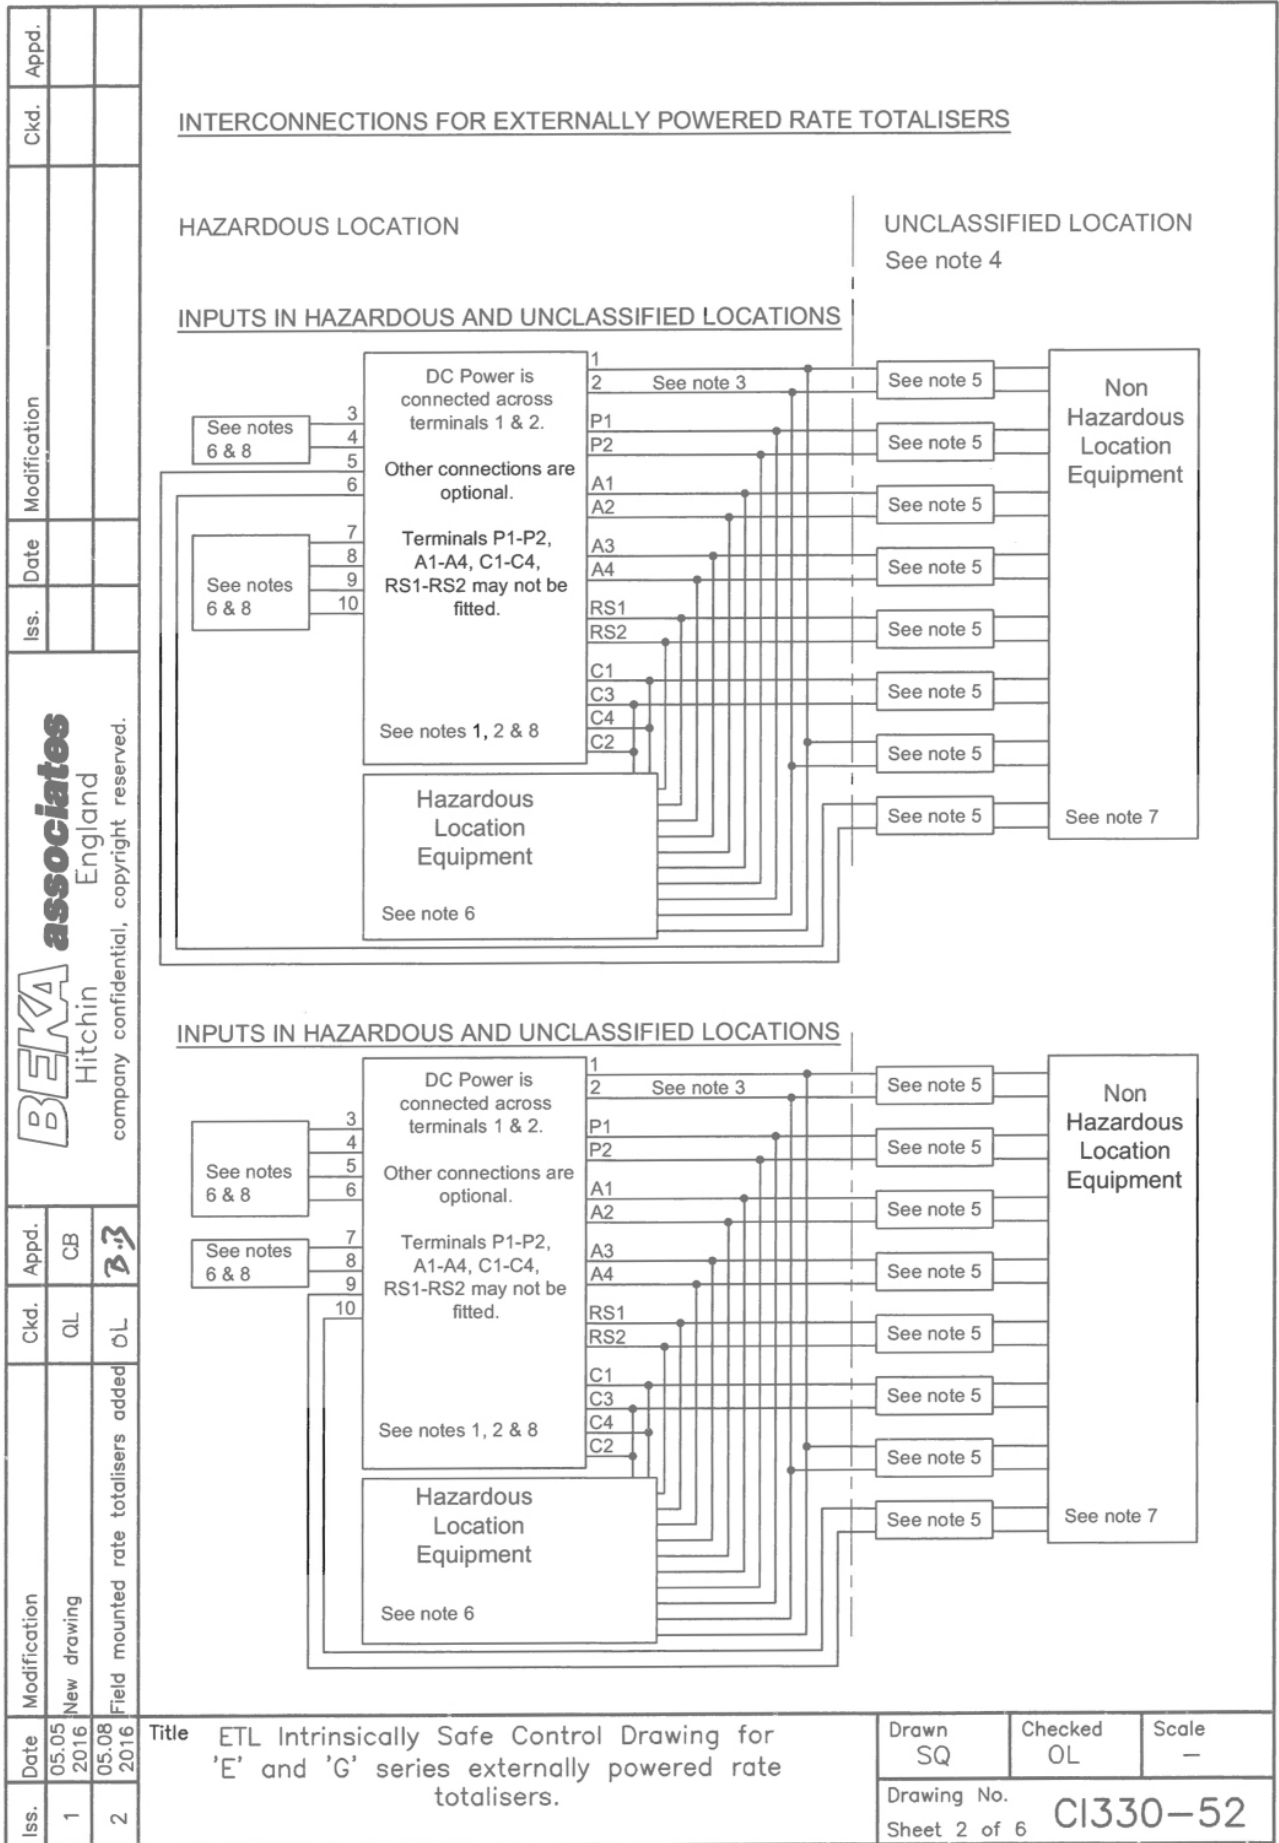 INTERCONNECTIONS FOR EXTERNALLY POWERED RATE TOTALISERS
HAZARDOUS LOCATION
UNCLASSIFIED LOCATION
See note 4
INPUTS IN HAZARDOUS AND UNCLASSIFIED LOCATIONS
DC Power is
connected across
terminals 1 & 2.
Other connections are
optional.
Terminals P1-P2,
A1-A4, C1-C4,
RS1-RS2 may not be
fitted.
See notes 1, 2 & 8
See notes
6 & 8
See notes
6 & 8
3
4
5
6
7
8
9
10
1
2
See note 3
P1
P2
A1
A2
A3
A4
RS1
RS2
C1
C3
C4
C2
See note 5
See note 5
See note 5
See note 5
See note 5
See note 5
See note 5
See note 5
Non
Hazardous
Location
Equipment
See note 7
Hazardous
Location
Equipment
See note 6
INPUTS IN HAZARDOUS AND UNCLASSIFIED LOCATIONS
DC Power is
connected across
terminals 1 & 2.
Other connections are
optional.
Terminals P1-P2,
A1-A4, C1-C4,
RS1-RS2 may not be
fitted.
See notes 1, 2 & 8
See notes
6 & 8
See notes
6 & 8
3
4
5
6
7
8
9
10
1
2
See note 3
P1
P2
A1
A2
A3
A4
RS1
RS2
C1
C3
C4
C2
See note 5
See note 5
See note 5
See note 5
See note 5
See note 5
See note 5
See note 5
Non
Hazardous
Location
Equipment
See note 7
Hazardous
Location
Equipment
See note 6
Title ETL Intrinsically Safe Control Drawing for
'E' and 'G' series externally powered rate
totalisers.
Drawn
SQ
Checked
OL
Scale
—
Drawing No.
Sheet 2 of 6
CI330-52
Iss. Date Modification Ckd. Appd.
1 05.05 2016 New drawing QL CB
2 05.08 2016 Field mounted rate totalisers added OL B.B
BEKA associates
Hitchin England
company confidential, copyright reserved.
Iss. Date Modification Ckd. Appd.